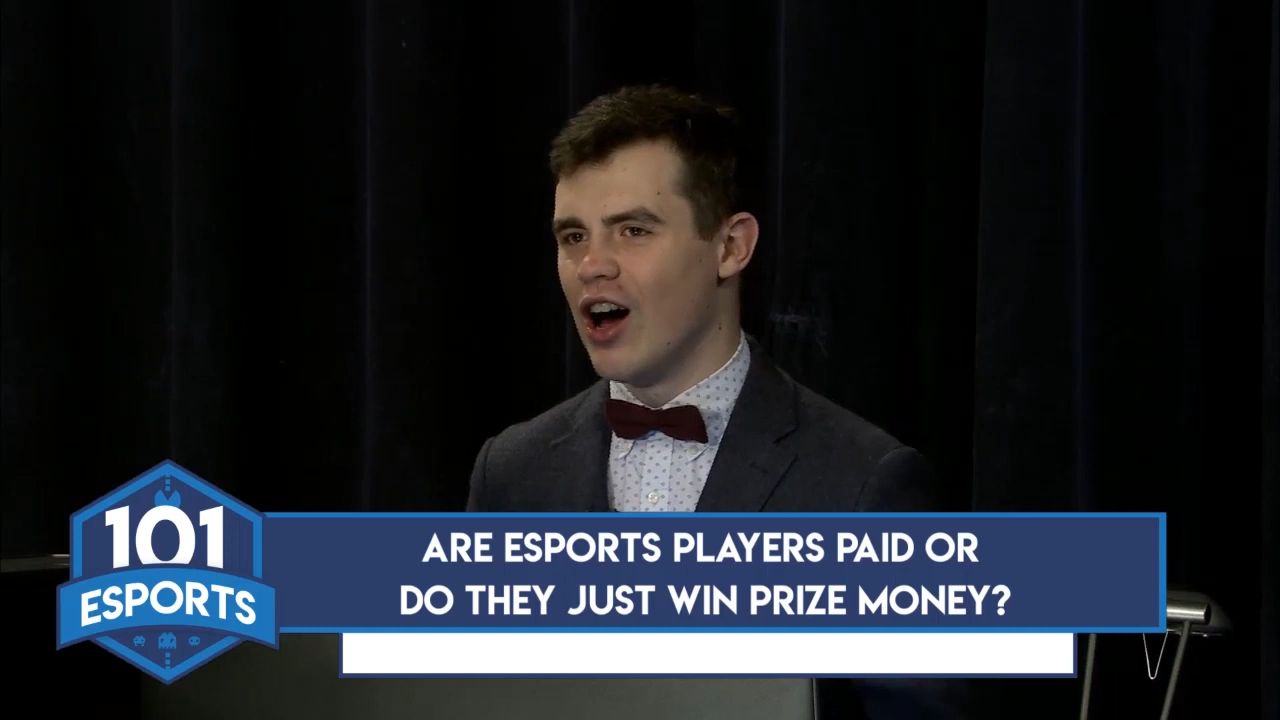 101
ESPORTS
ARE ESPORTS PLAYERS PAID OR
DO THEY JUST WIN PRIZE MONEY?